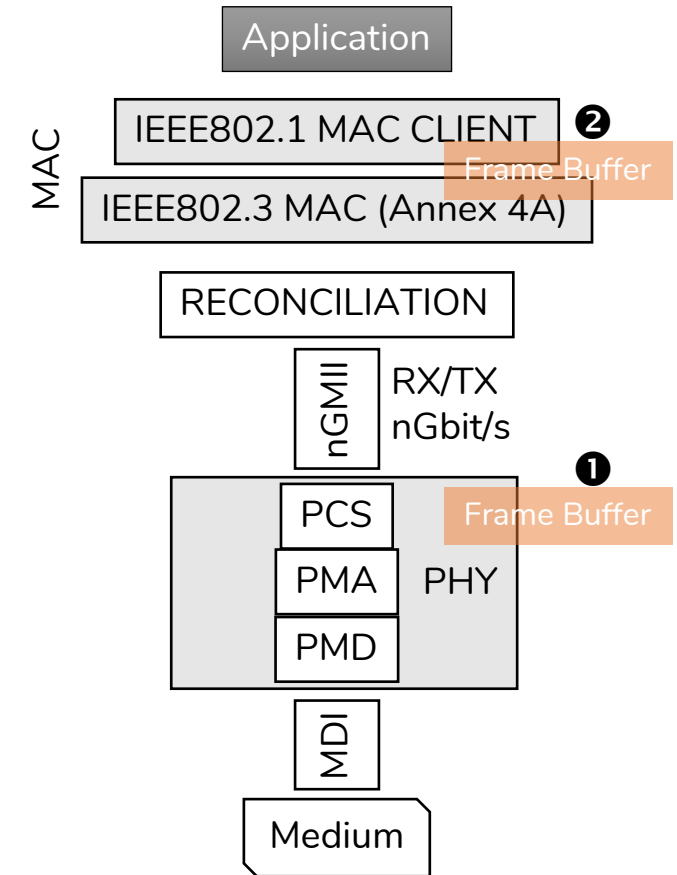 Application
MAC
IEEE802.1 MAC CLIENT
❷
Frame Buffer
IEEE802.3 MAC (Annex 4A)
RECONCILIATION
nGMII
RX/TX
nGbit/s
❶
PCS
Frame Buffer
PMA
PHY
PMD
MDI
Medium